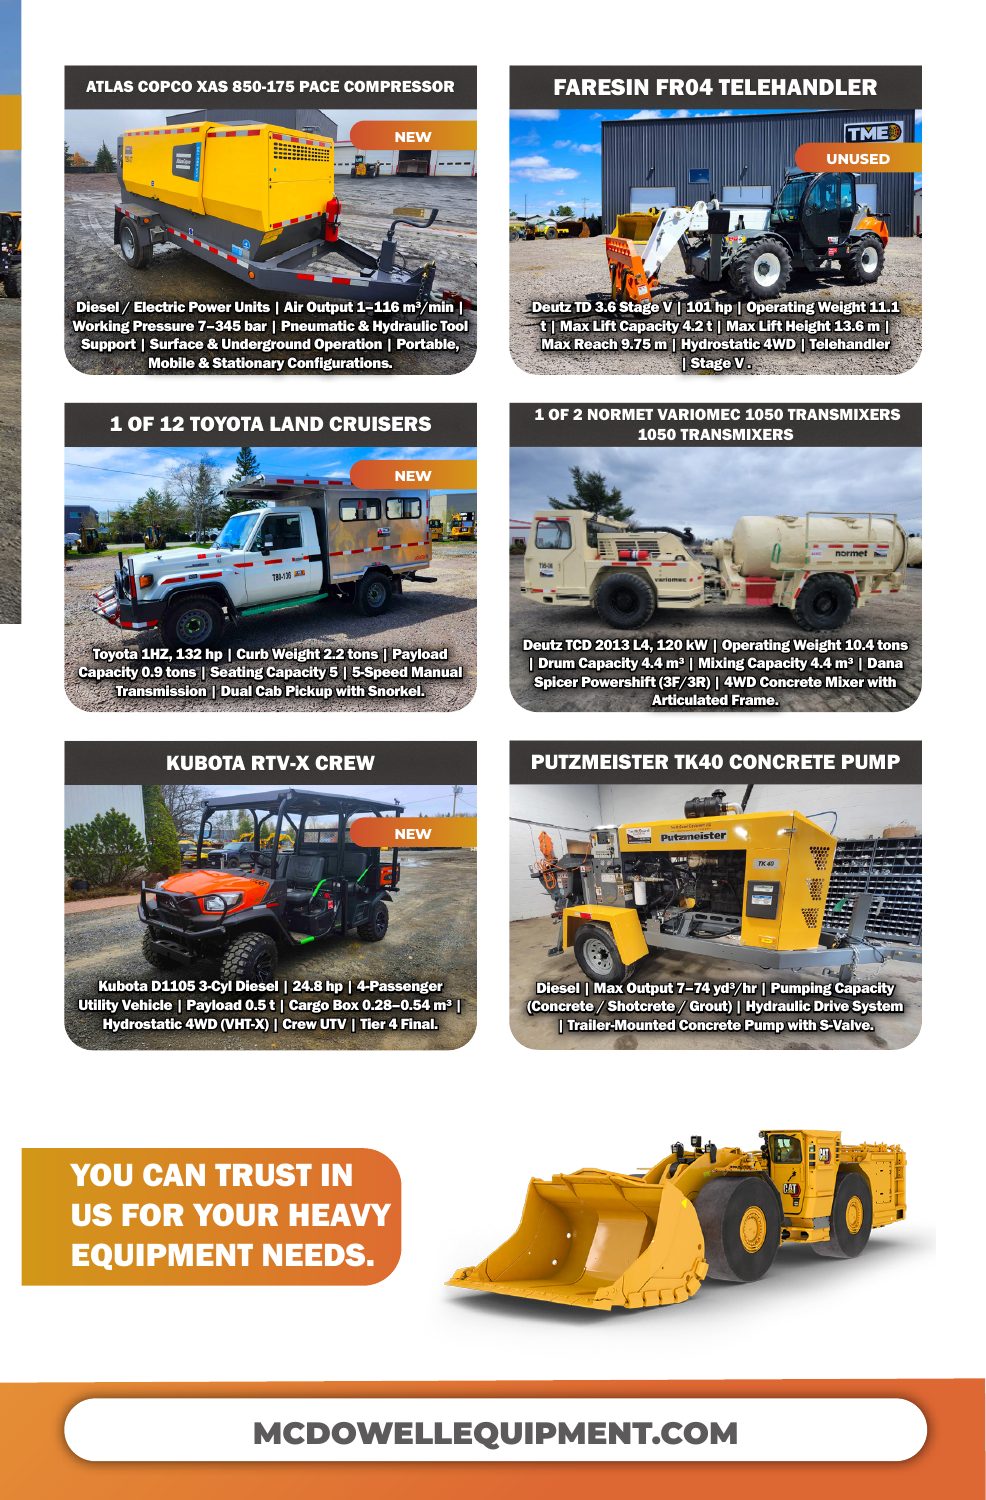 ATLAS COPCO XAS 850-175 PACE COMPRESSOR
NEW
Diesel / Electric Power Units | Air Output 1–116 m³/min |
Working Pressure 7–345 bar | Pneumatic & Hydraulic Tool
Support | Surface & Underground Operation | Portable,
Mobile & Stationary Configurations.
FARESIN FR04 TELEHANDLER
TME
UNUSED
Deutz TD 3.6 Stage V | 101 hp | Operating Weight 11.1
t | Max Lift Capacity 4.2 t | Max Lift Height 13.6 m |
Max Reach 9.75 m | Hydrostatic 4WD | Telehandler
| Stage V .
1 OF 12 TOYOTA LAND CRUISERS
NEW
T80-136
Toyota 1HZ, 132 hp | Curb Weight 2.2 tons | Payload
Capacity 0.9 tons | Seating Capacity 5 | 5-Speed Manual
Transmission | Dual Cab Pickup with Snorkel.
1 OF 2 NORMET VARIOMEC 1050 TRANSMIXERS
1050 TRANSMIXERS
normet
variomec
Deutz TCD 2013 L4, 120 kW | Operating Weight 10.4 tons
| Drum Capacity 4.4 m³ | Mixing Capacity 4.4 m³ | Dana
Spicer Powershift (3F/3R) | 4WD Concrete Mixer with
Articulated Frame.
KUBOTA RTV-X CREW
NEW
Kubota D1105 3-Cyl Diesel | 24.8 hp | 4-Passenger
Utility Vehicle | Payload 0.5 t | Cargo Box 0.28–0.54 m³ |
Hydrostatic 4WD (VHT-X) | Crew UTV | Tier 4 Final.
PUTZMEISTER TK40 CONCRETE PUMP
Putzmeister
TK 40
Diesel | Max Output 7–74 yd³/hr | Pumping Capacity
(Concrete / Shotcrete / Grout) | Hydraulic Drive System
| Trailer-Mounted Concrete Pump with S-Valve.
YOU CAN TRUST IN
US FOR YOUR HEAVY
EQUIPMENT NEEDS.
CAT
CAT
MCDOWELLEQUIPMENT.COM